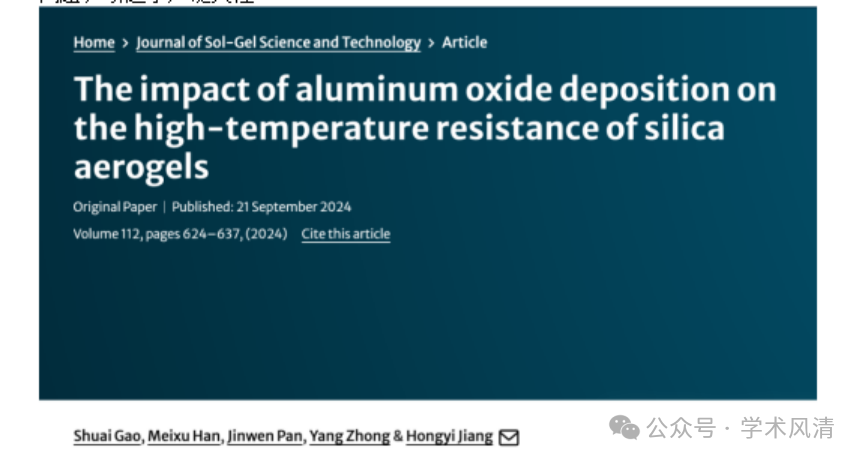 Home > Journal of Sol-Gel Science and Technology > Article
The impact of aluminum oxide deposition on
the high-temperature resistance of silica
aerogels
Original Paper | Published: 21 September 2024
Volume 112, pages 624–637, (2024) Cite this article
Shuai Gao, Meixu Han, Jinwen Pan, Yang Zhong & Hongyi Jiang
公众号 · 学术风清